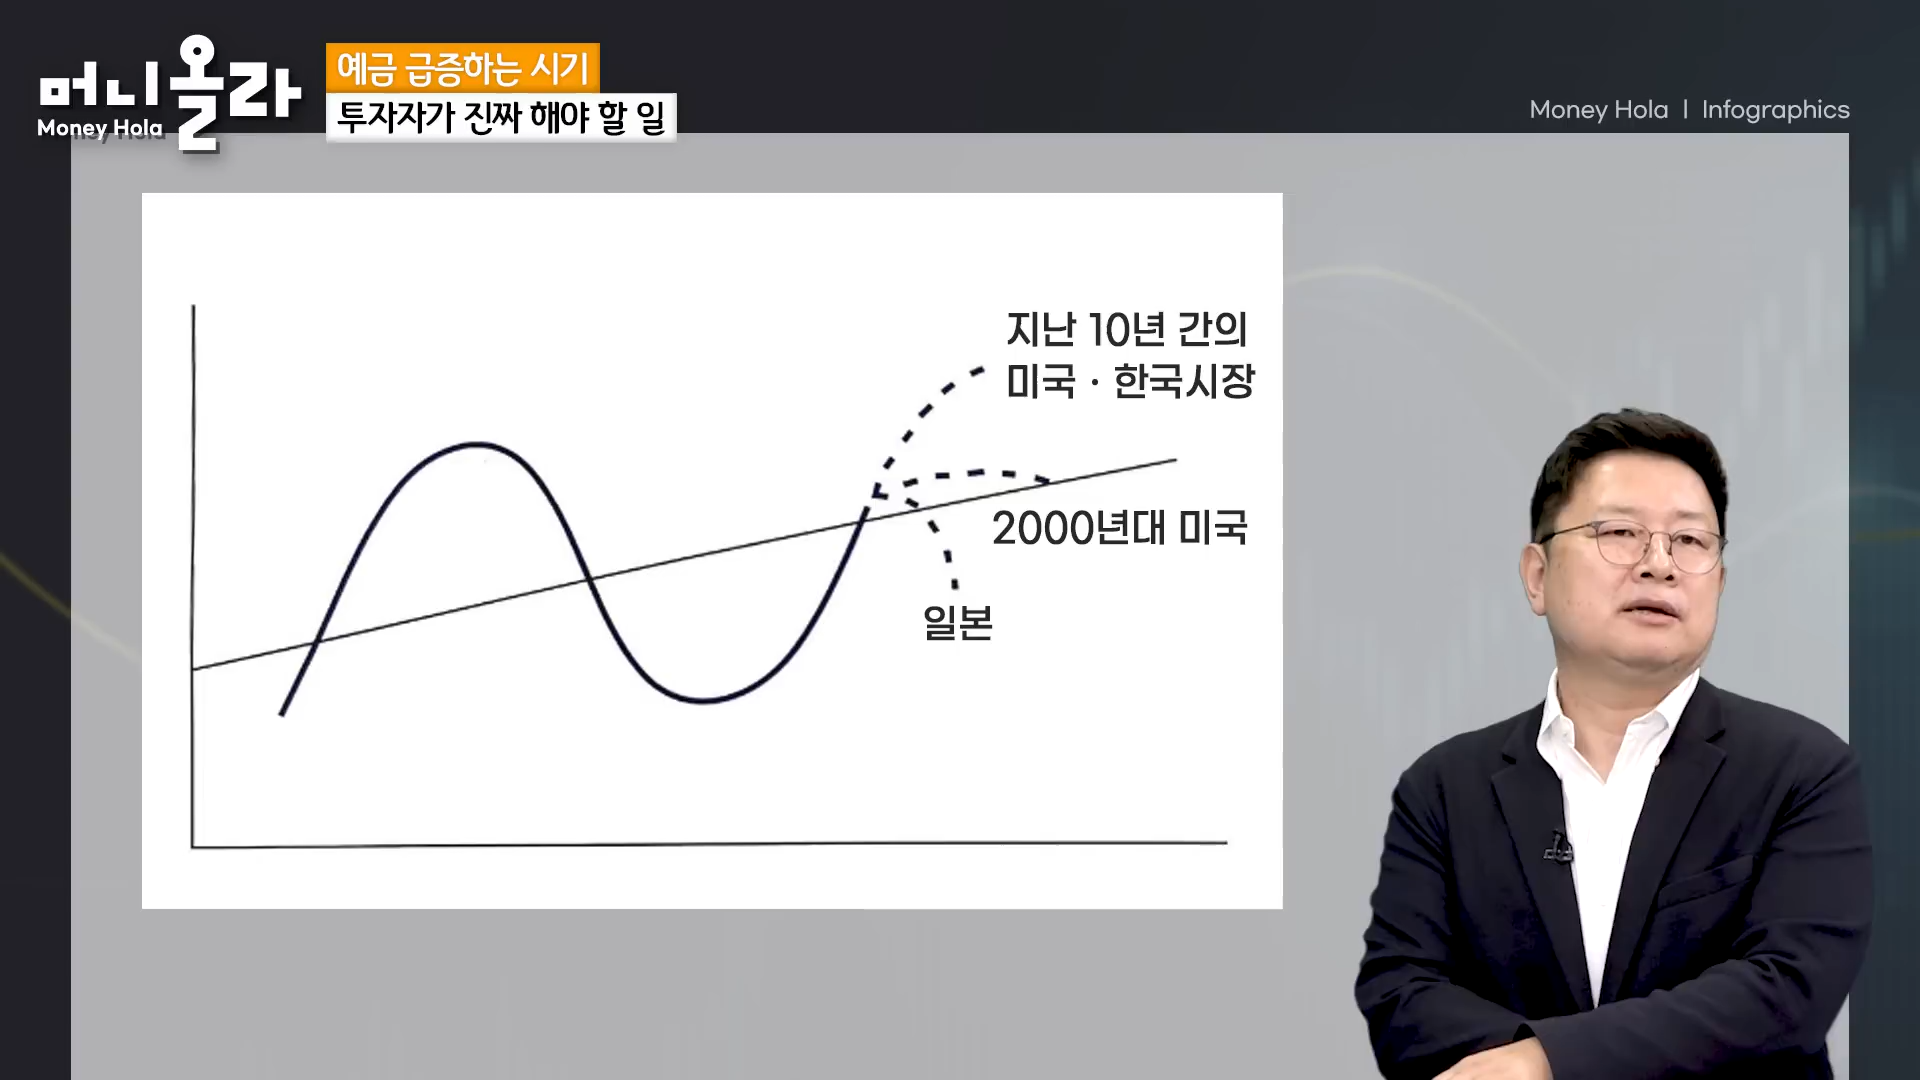 머니올라
Money Hola
예금 급증하는 시기
투자자가 진짜 해야 할 일
Money Hola | Infographics
지난 10년 간의
미국 · 한국시장
2000년대 미국
일본